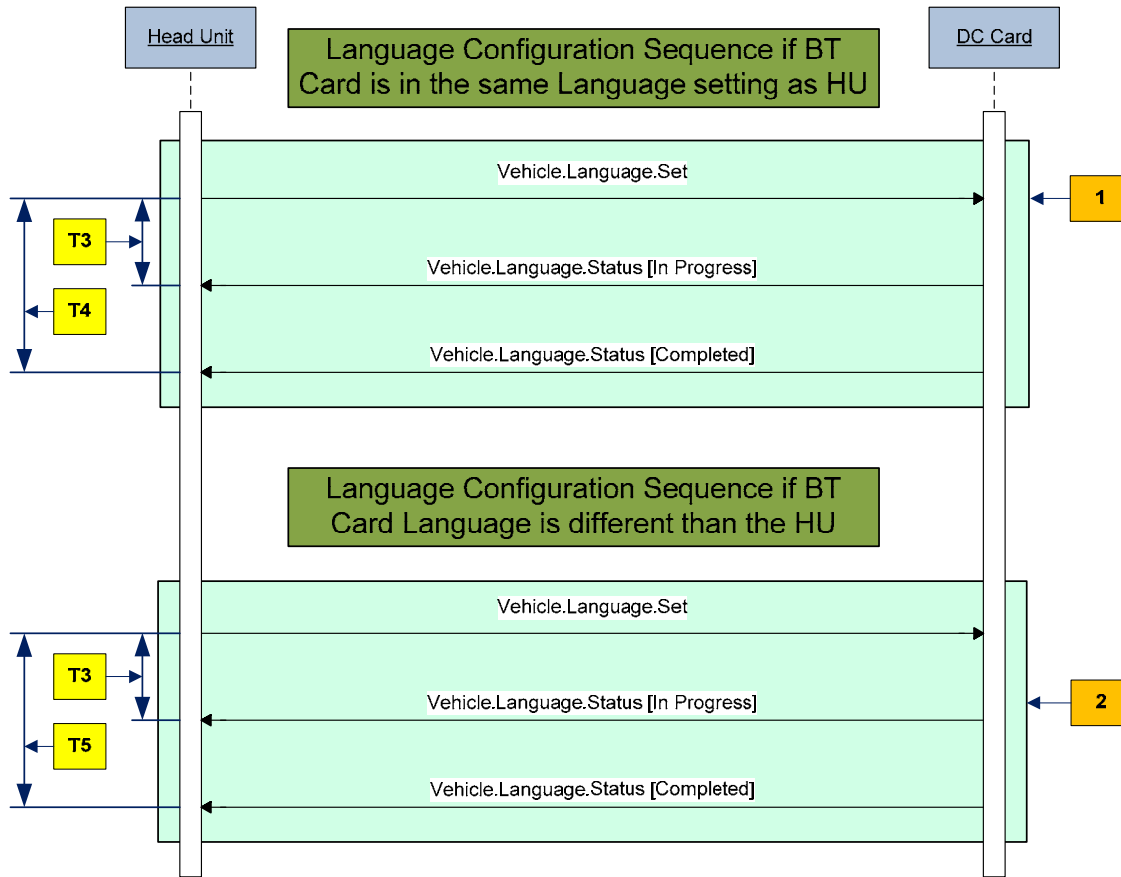 Head Unit
DC Card
Language Configuration Sequence if BT
Card is in the same Language setting as HU
Vehicle.Language.Set
1
T3
Vehicle.Language.Status [In Progress]
T4
Vehicle.Language.Status [Completed]
Language Configuration Sequence if BT
Card Language is different than the HU
Vehicle.Language.Set
T3
Vehicle.Language.Status [In Progress]
2
T5
Vehicle.Language.Status [Completed]